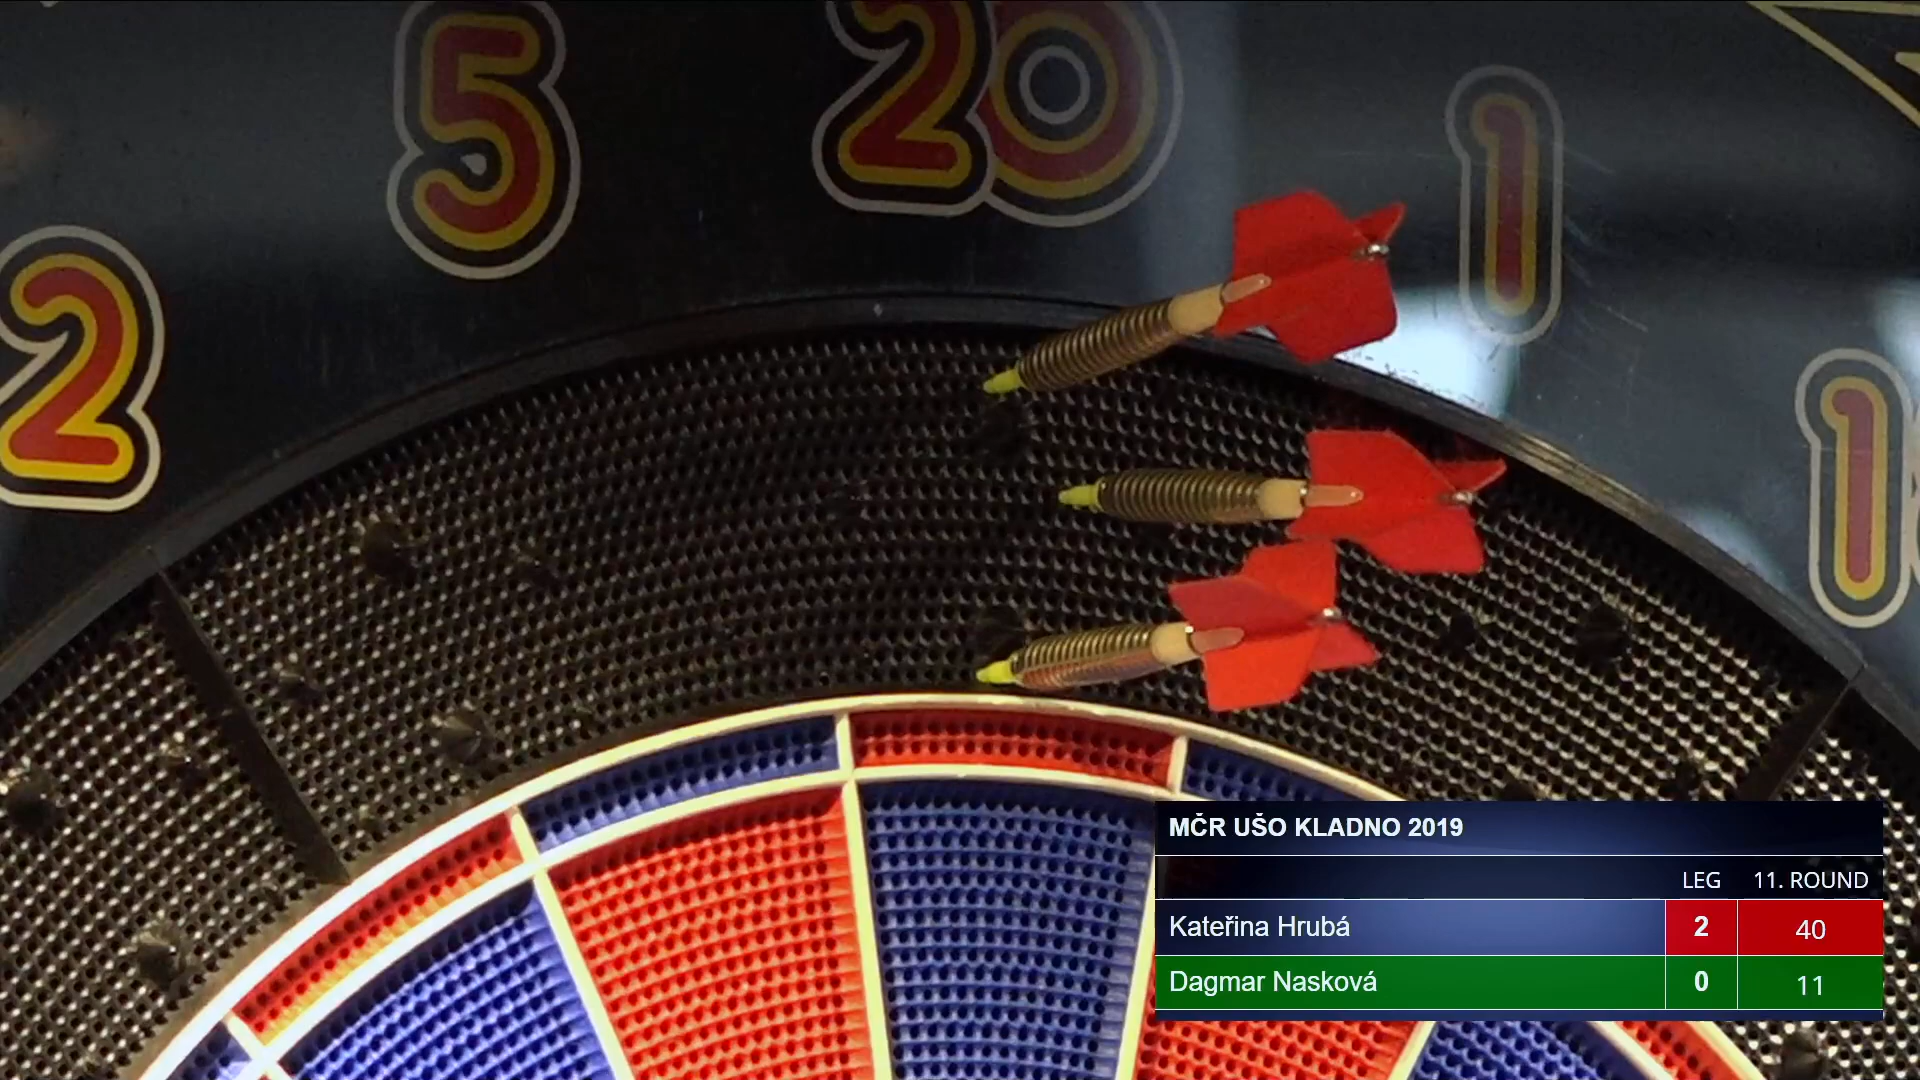 5 20 1
2
MČR UŠO KLADNO 2019
LEG 11. ROUND
Kateřina Hrubá 2 40
Dagmar Nasková 0 11